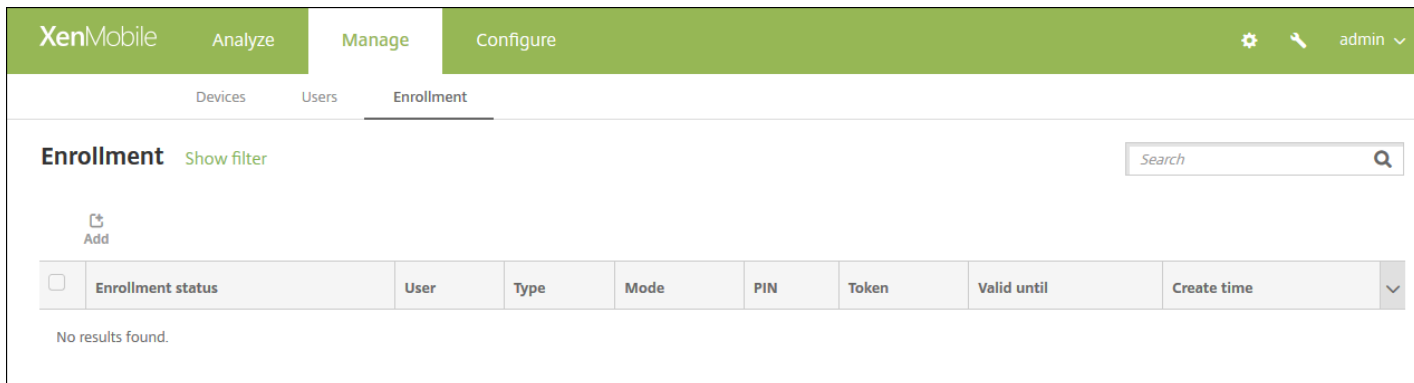 XenMobile Analyze Manage Configure admin
Devices Users Enrollment
Enrollment Show filter Search
Add
Enrollment status User Type Mode PIN Token Valid until Create time
No results found.